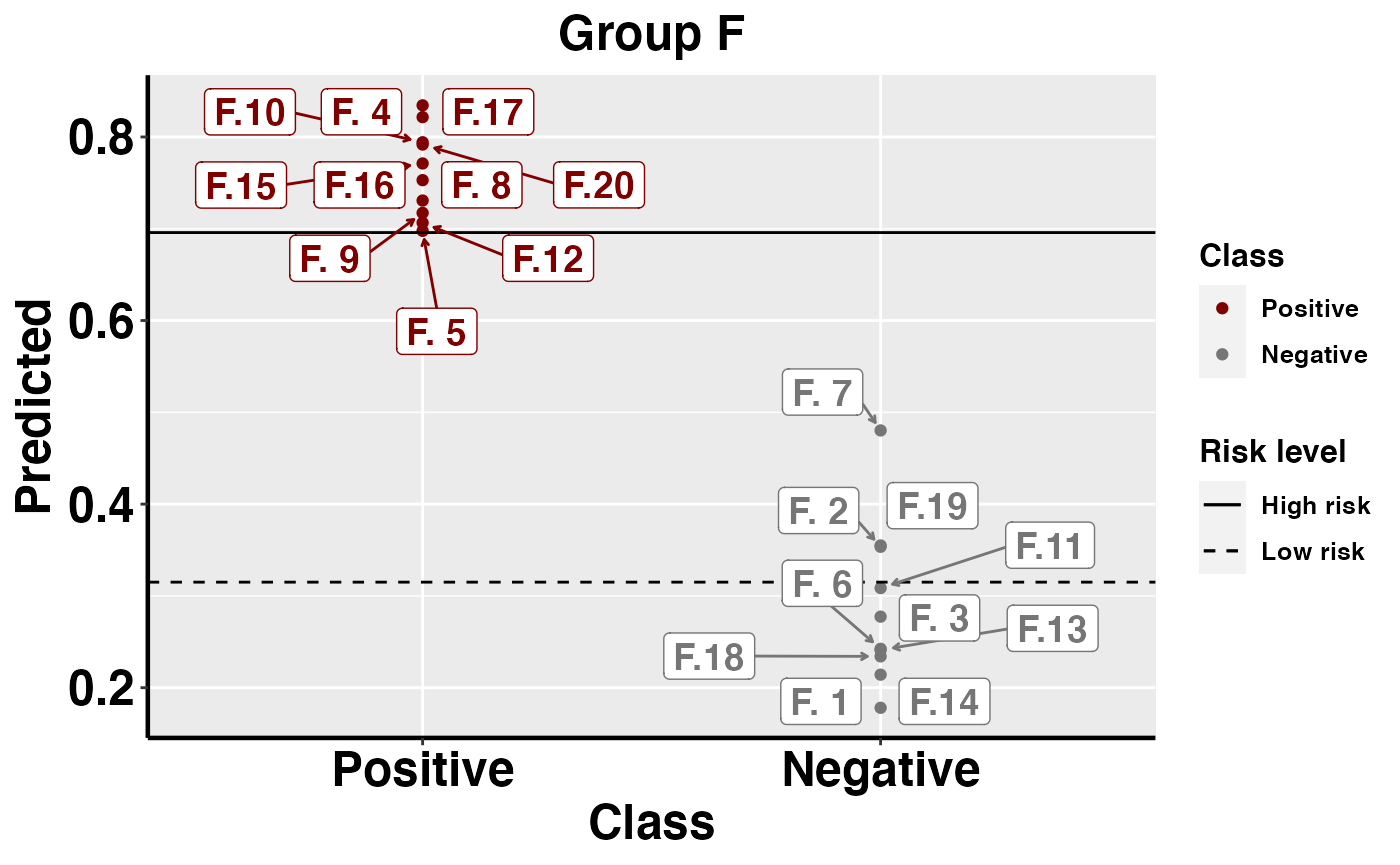 Group F
Predicted
0.8
0.6
0.4
0.2
F.10
F. 4
F.17
F.15
F.16
F. 8
F.20
F. 9
F.12
F. 5
F. 7
F. 2
F.19
F.11
F. 6
F. 3
F.13
F.18
F. 1
F.14
Positive
Negative
Class
Class
Positive
Negative
Risk level
High risk
Low risk